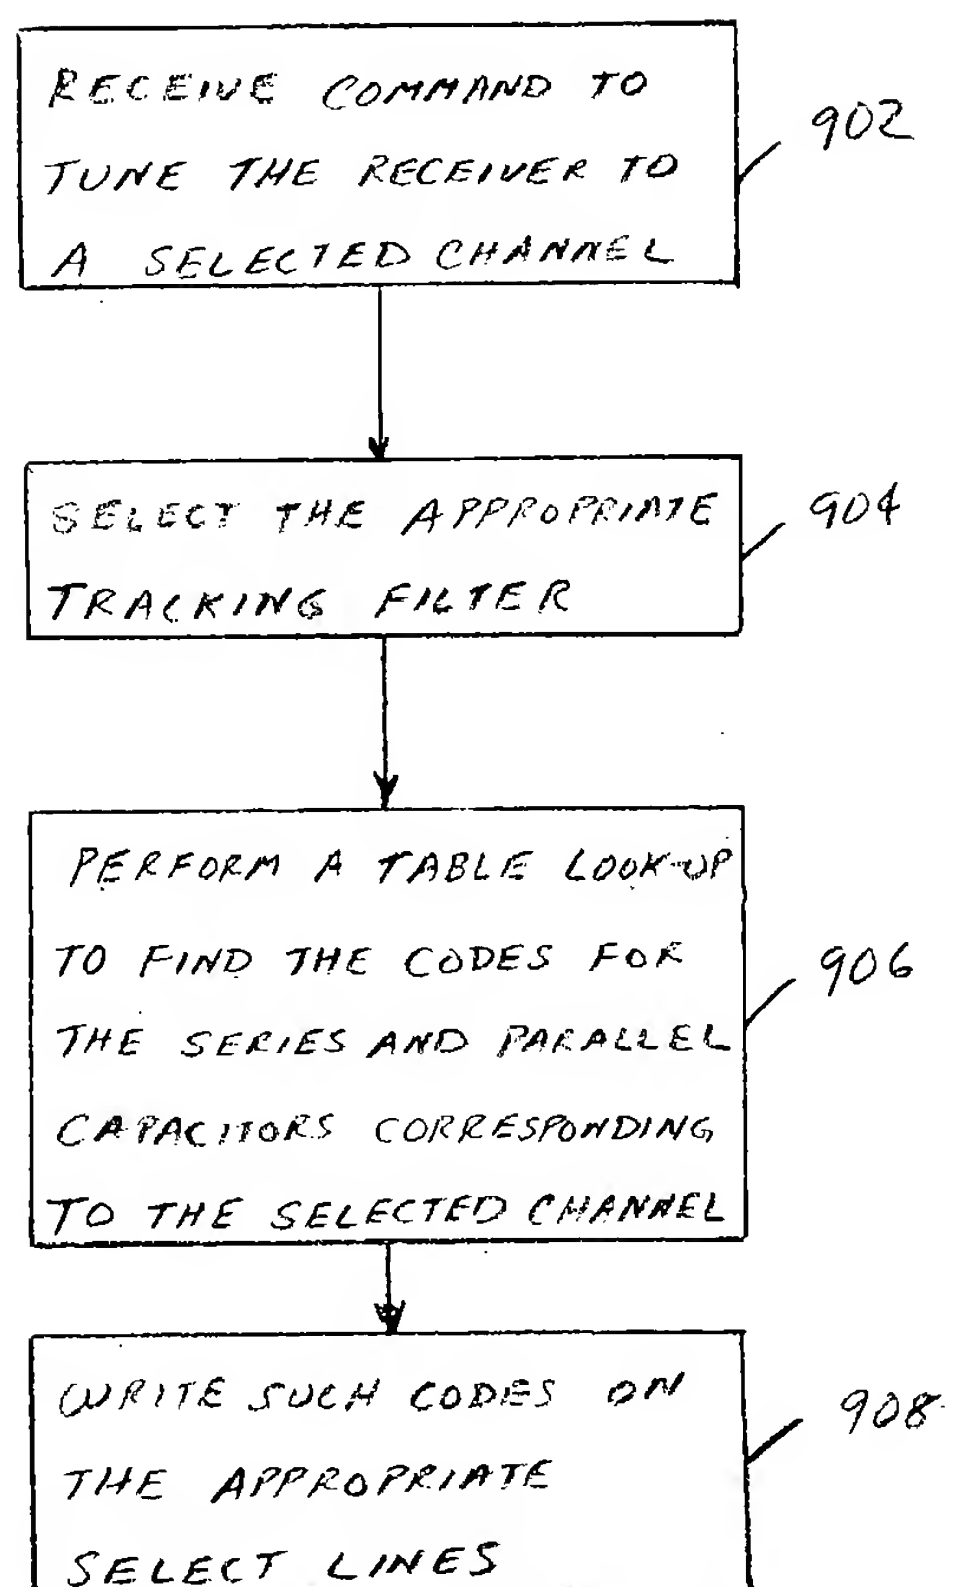 RECEIVE COMMAND TO
TUNE THE RECEIVER TO
A SELECTED CHANNEL
902
SELECT THE APPROPRIATE
TRACKING FILTER
904
PERFORM A TABLE LOOK-UP
TO FIND THE CODES FOR
THE SERIES AND PARALLEL
CAPACITORS CORRESPONDING
TO THE SELECTED CHANNEL
906
WRITE SUCH CODES ON
THE APPROPRIATE
SELECT LINES
908